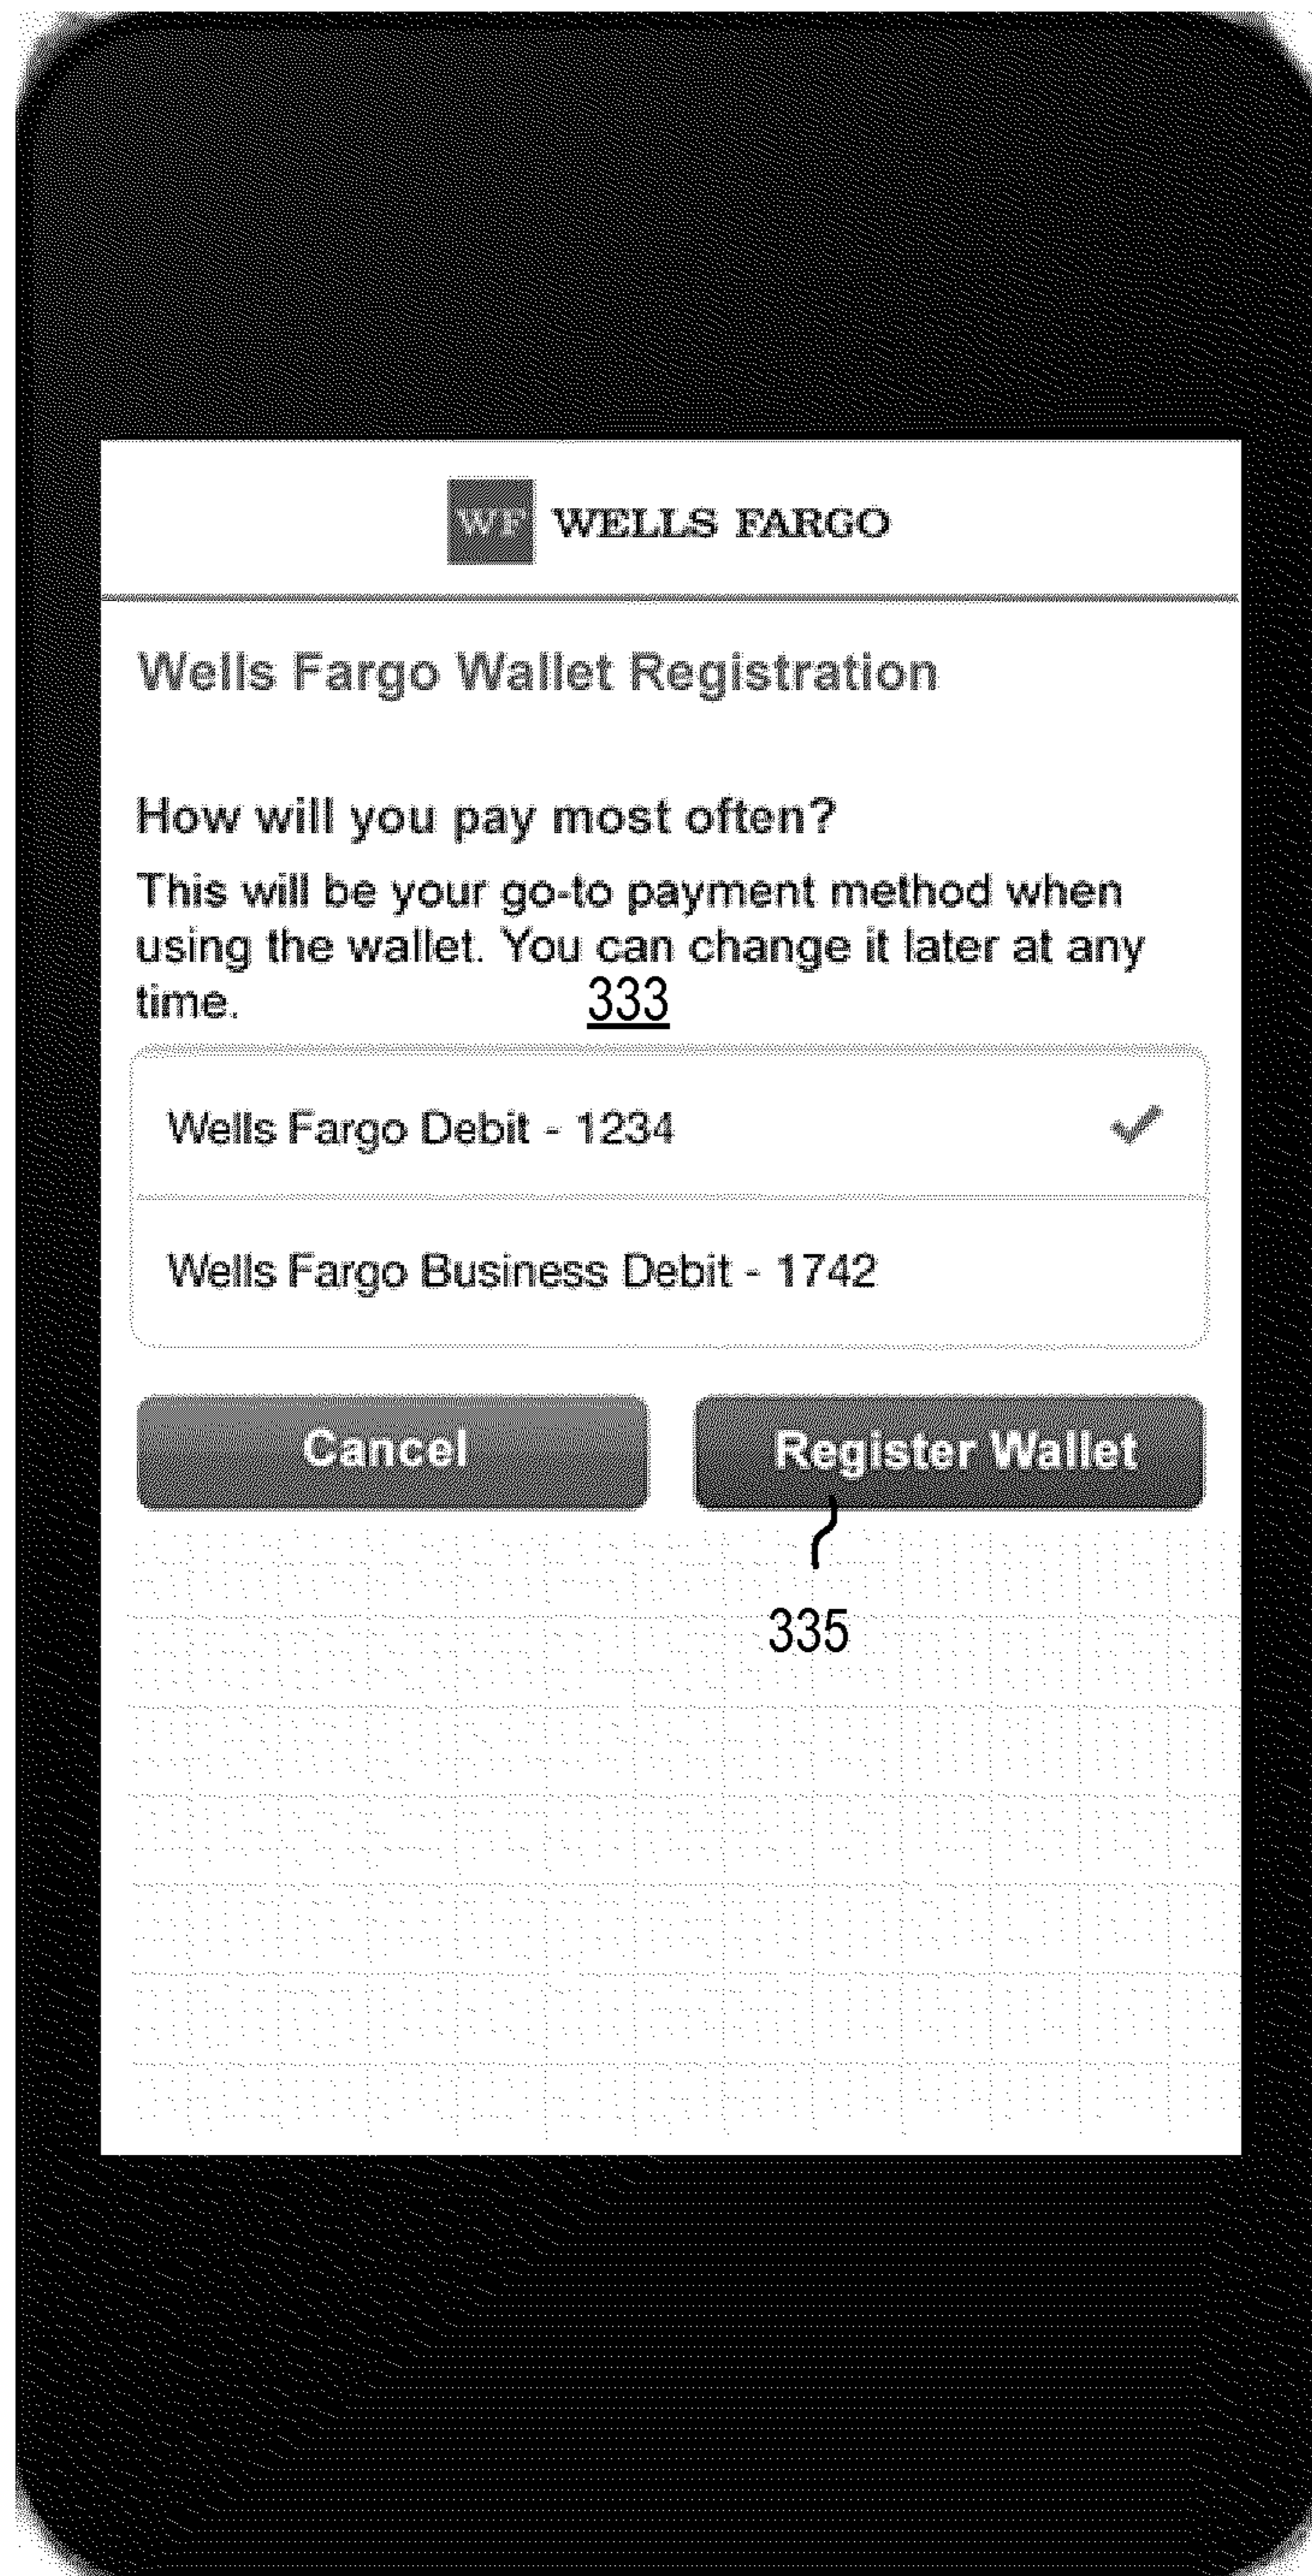 WF WELLS FARGO
Wells Fargo Wallet Registration
How will you pay most often?
This will be your go-to payment method when
using the wallet. You can change it later at any
time.
333
Wells Fargo Debit - 1234
Wells Fargo Business Debit - 1742
Cancel
Register Wallet
335